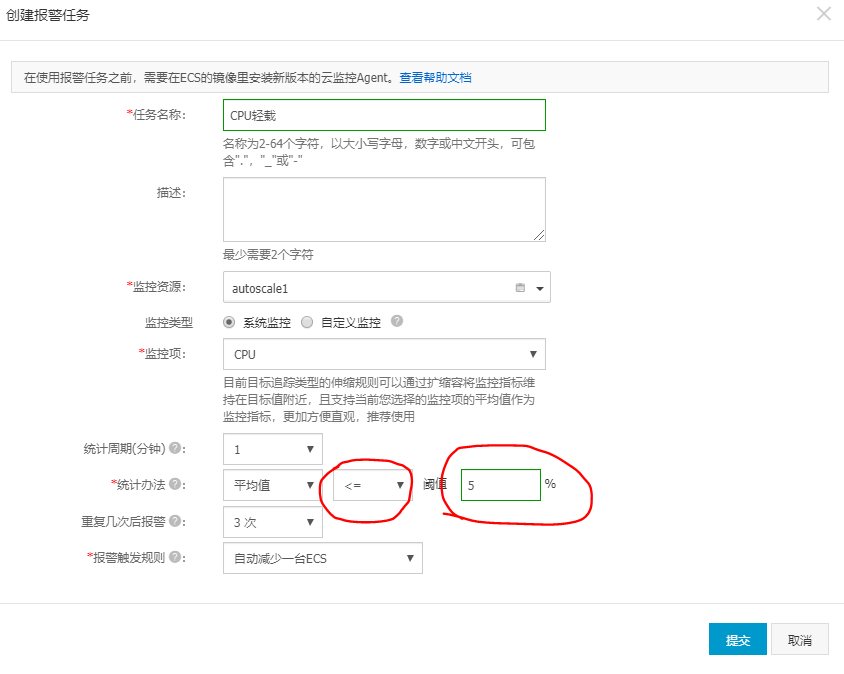 创建报警任务
在使用报警任务之前，需要在ECS的镜像里安装新版本的云监控Agent。查看帮助文档
*任务名称： CPU轻载
名称为2-64个字符，以大小写字母，数字或中文开头，可包
含"."，"_"或"-"
描述：
最少需要2个字符
*监控资源： autoscale1
监控类型 系统监控 自定义监控 ?
*监控项： CPU
目前目标追踪类型的伸缩规则可以通过扩缩容将监控指标维
持在目标值附近，且支持当前您选择的监控项的平均值作为
监控指标，更加方便直观，推荐使用
统计周期(分钟) ?： 1
*统计办法 ?： 平均值 <= 阈值 5 %
重复几次后报警 ?： 3 次
*报警触发规则 ?： 自动减少一台ECS
提交 取消